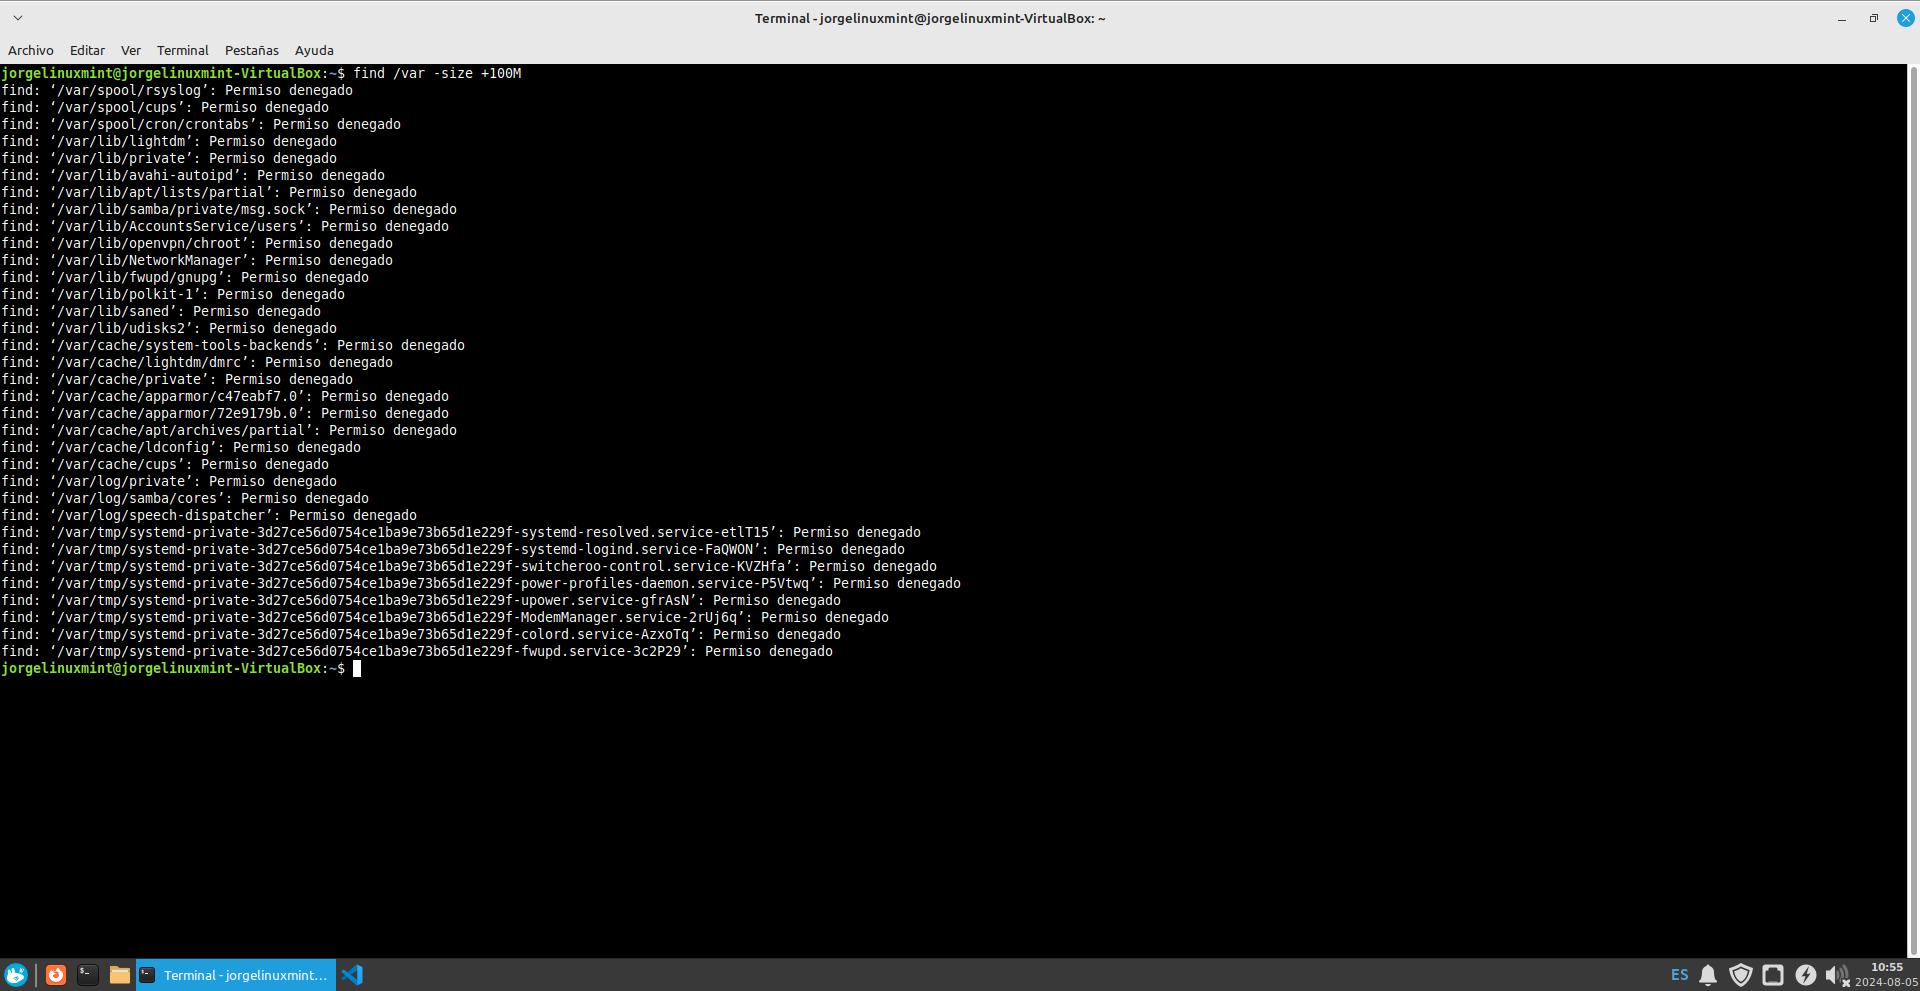 Terminal - jorgelinuxmint@jorgelinuxmint-VirtualBox: ~
Archivo Editar Ver Terminal Pestañas Ayuda
jorgelinuxmint@jorgelinuxmint-VirtualBox:~$ find /var -size +100M
find: ‘/var/spool/rsyslog’: Permiso denegado
find: ‘/var/spool/cups’: Permiso denegado
find: ‘/var/spool/cron/crontabs’: Permiso denegado
find: ‘/var/lib/lightdm’: Permiso denegado
find: ‘/var/lib/private’: Permiso denegado
find: ‘/var/lib/avahi-autoipd’: Permiso denegado
find: ‘/var/lib/apt/lists/partial’: Permiso denegado
find: ‘/var/lib/samba/private/msg.sock’: Permiso denegado
find: ‘/var/lib/AccountsService/users’: Permiso denegado
find: ‘/var/lib/openvpn/chroot’: Permiso denegado
find: ‘/var/lib/NetworkManager’: Permiso denegado
find: ‘/var/lib/fwupd/gnupg’: Permiso denegado
find: ‘/var/lib/polkit-1’: Permiso denegado
find: ‘/var/lib/saned’: Permiso denegado
find: ‘/var/lib/udisks2’: Permiso denegado
find: ‘/var/cache/system-tools-backends’: Permiso denegado
find: ‘/var/cache/lightdm/dmrc’: Permiso denegado
find: ‘/var/cache/private’: Permiso denegado
find: ‘/var/cache/apparmor/c47eabf7.0’: Permiso denegado
find: ‘/var/cache/apparmor/72e9179b.0’: Permiso denegado
find: ‘/var/cache/apt/archives/partial’: Permiso denegado
find: ‘/var/cache/ldconfig’: Permiso denegado
find: ‘/var/cache/cups’: Permiso denegado
find: ‘/var/log/private’: Permiso denegado
find: ‘/var/log/samba/cores’: Permiso denegado
find: ‘/var/log/speech-dispatcher’: Permiso denegado
find: ‘/var/tmp/systemd-private-3d27ce56d0754ce1ba9e73b65d1e229f-systemd-resolved.service-etlT15’: Permiso denegado
find: ‘/var/tmp/systemd-private-3d27ce56d0754ce1ba9e73b65d1e229f-systemd-logind.service-FaQWON’: Permiso denegado
find: ‘/var/tmp/systemd-private-3d27ce56d0754ce1ba9e73b65d1e229f-switcheroo-control.service-KVZHfa’: Permiso denegado
find: ‘/var/tmp/systemd-private-3d27ce56d0754ce1ba9e73b65d1e229f-power-profiles-daemon.service-P5Vtwq’: Permiso denegado
find: ‘/var/tmp/systemd-private-3d27ce56d0754ce1ba9e73b65d1e229f-upower.service-gfrAsN’: Permiso denegado
find: ‘/var/tmp/systemd-private-3d27ce56d0754ce1ba9e73b65d1e229f-ModemManager.service-2rUj6q’: Permiso denegado
find: ‘/var/tmp/systemd-private-3d27ce56d0754ce1ba9e73b65d1e229f-colord.service-AzxoTq’: Permiso denegado
find: ‘/var/tmp/systemd-private-3d27ce56d0754ce1ba9e73b65d1e229f-fwupd.service-3c2P29’: Permiso denegado
jorgelinuxmint@jorgelinuxmint-VirtualBox:~$
Terminal - jorgelinuxmint...
ES
10:55
2024-08-05